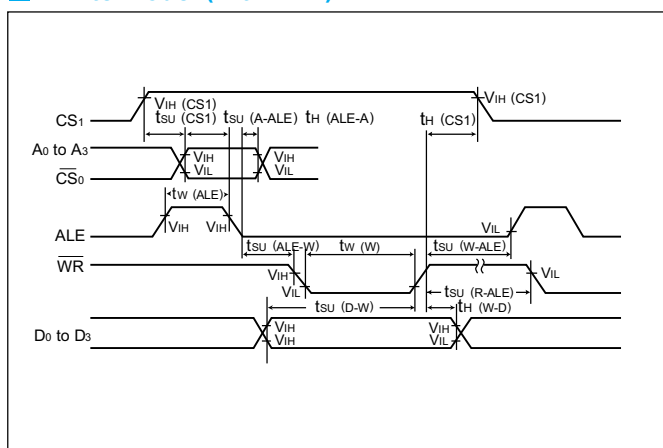 VIH (CS1)
VIH (CS1)
tSU (CS1)
tSU (A-ALE)
tH (ALE-A)
tH (CS1)
CS1
A0 to A3
CS0
VIH
VIL
VIH
VIL
tW (ALE)
VIH
VIH
ALE
VIL
tSU (ALE-W)
tW (W)
tSU (W-ALE)
WR
VIH
VIL
VIL
tSU (R-ALE)
tSU (D-W)
tH (W-D)
D0 to D3
VIH
VIH
VIH
VIL